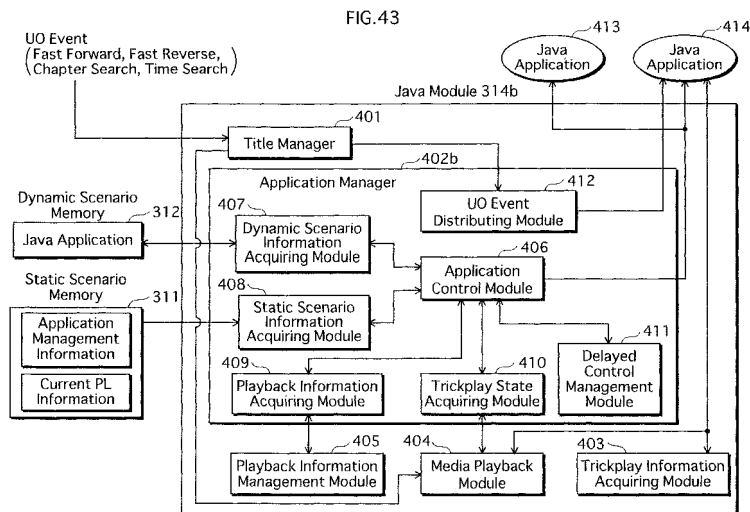 FIG.43
UO Event
(Fast Forward, Fast Reverse,
Chapter Search, Time Search)
413
Java
Application
414
Java
Application
Java Module 314b
401
Title Manager
402b
Application Manager
412
UO Event
Distributing Module
Dynamic Scenario
Memory
312
Java Application
407
Dynamic Scenario
Information
Acquiring Module
406
Application
Control Module
Static Scenario
Memory
311
Application
Management
Information
Current PL
Information
408
Static Scenario
Information
Acquiring Module
409
Playback Information
Acquiring Module
410
Trickplay State
Acquiring Module
411
Delayed
Control
Management
Module
405
Playback Information
Management Module
404
Media Playback
Module
403
Trickplay Information
Acquiring Module